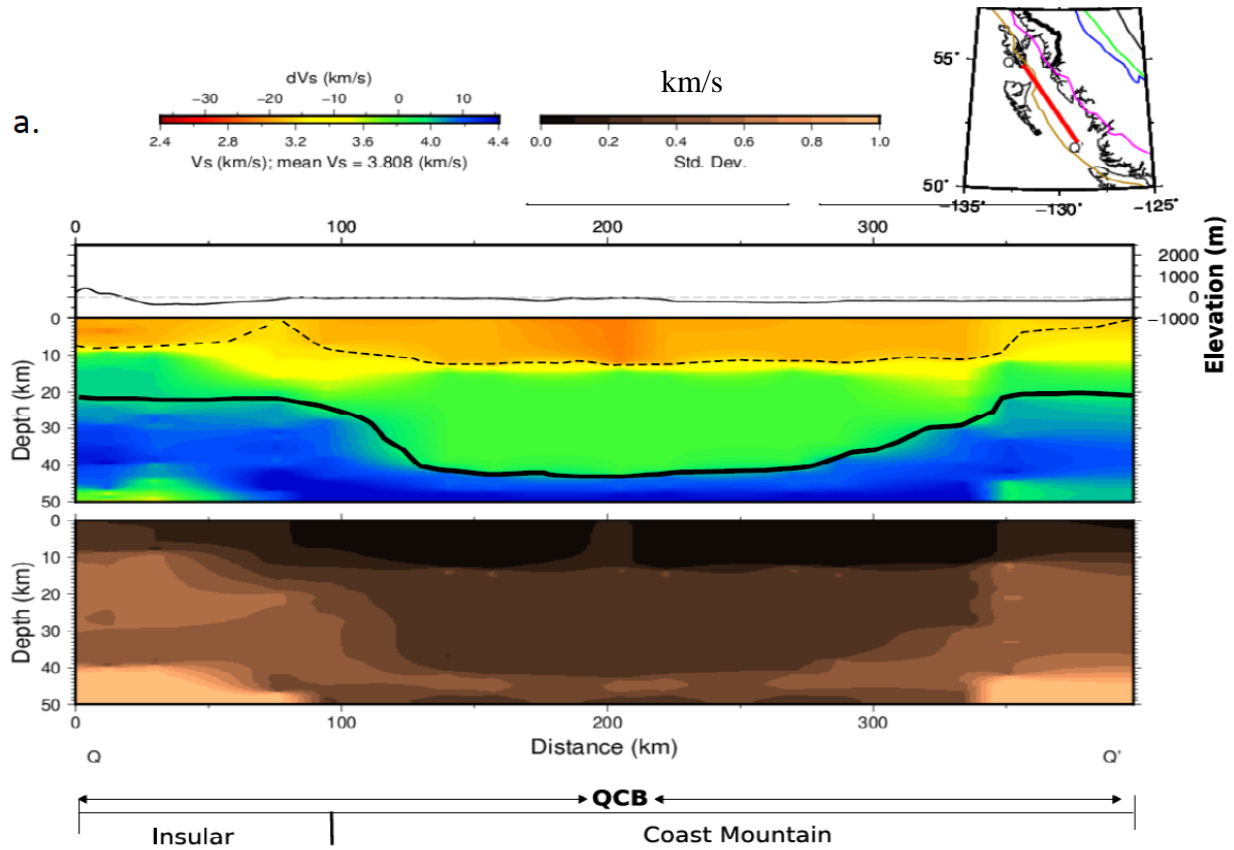 a.
dVs (km/s)
−30 −20 −10 0 10
2.4 2.8 3.2 3.6 4.0 4.4
Vs (km/s); mean Vs = 3.808 (km/s)
km/s
0.0 0.2 0.4 0.6 0.8 1.0
Std. Dev.
55°
50°
−135° −130° −125°
Q
Q'
0 100 200 300
2000
1000
0
−1000
Elevation (m)
0
10
20
30
40
50
Depth (km)
0
10
20
30
40
50
Depth (km)
0 100 200 300
Distance (km)
Q Q'
QCB
Insular Coast Mountain